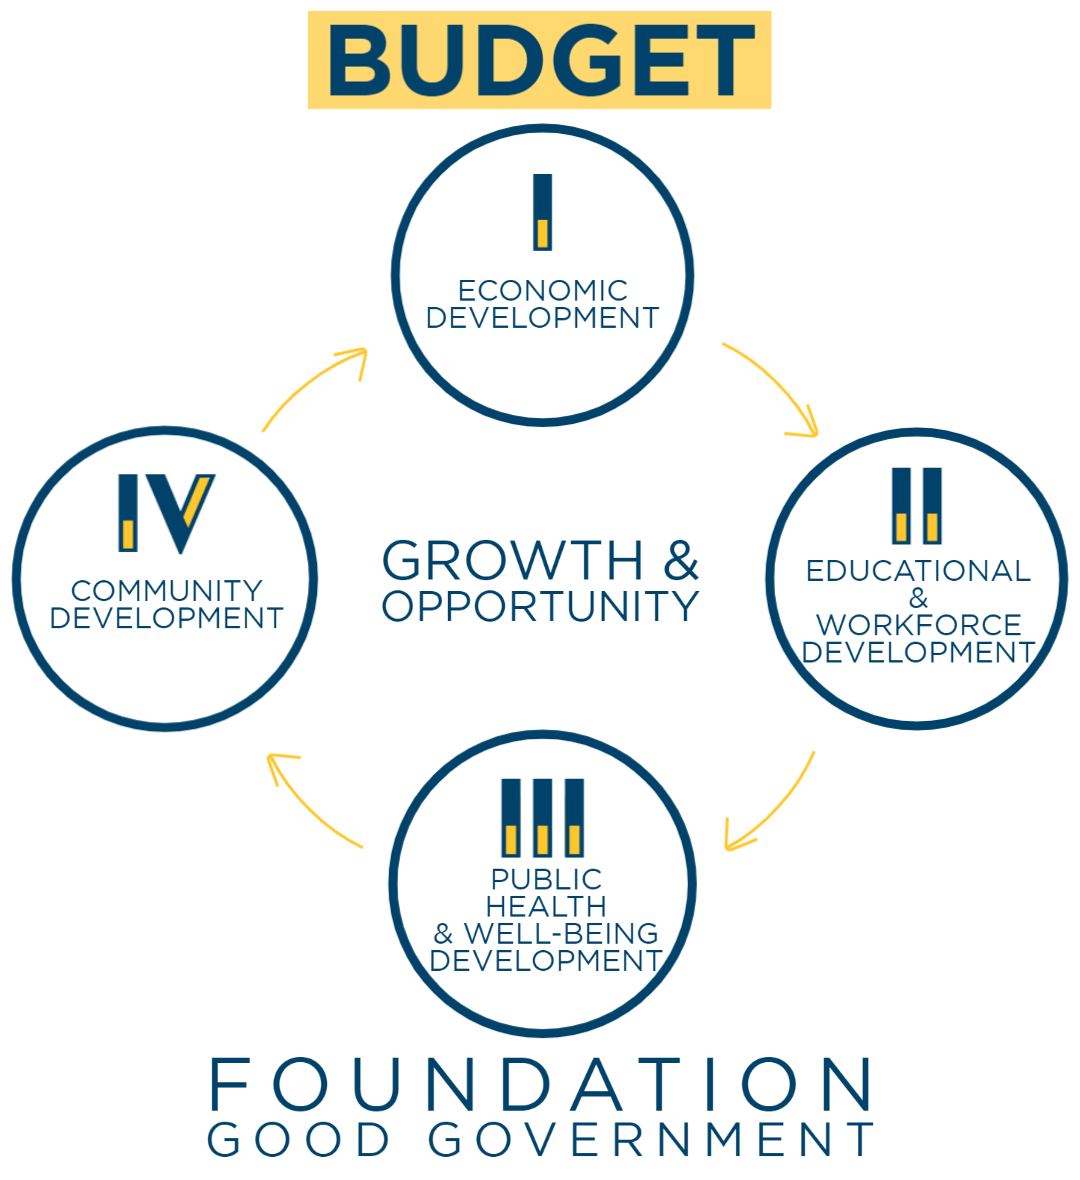 BUDGET
I
ECONOMIC
DEVELOPMENT
II
EDUCATIONAL
&
WORKFORCE
DEVELOPMENT
III
PUBLIC
HEALTH
& WELL-BEING
DEVELOPMENT
IV
COMMUNITY
DEVELOPMENT
GROWTH &
OPPORTUNITY
FOUNDATION
GOOD GOVERNMENT